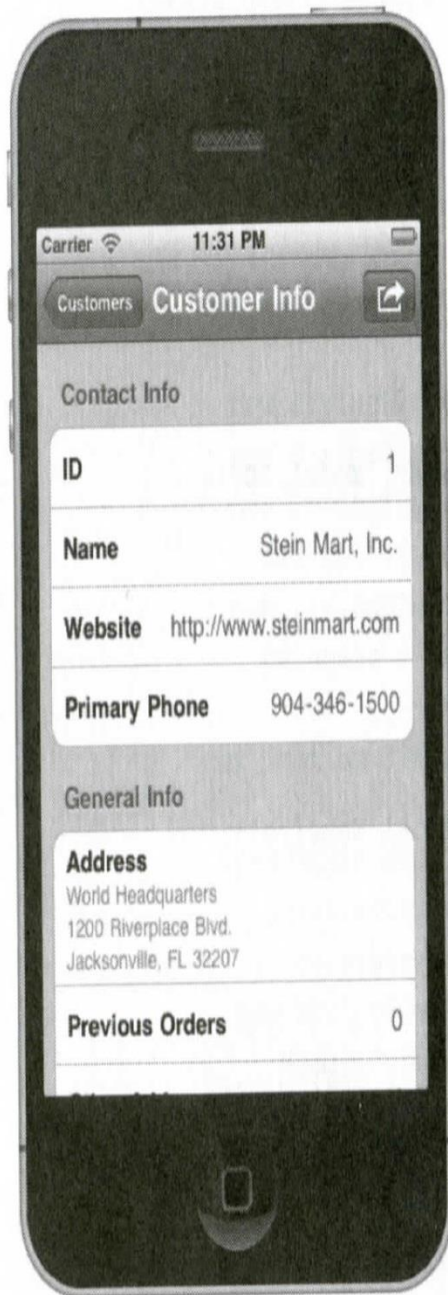 Carrier 11:31 PM
Customers Customer Info
Contact Info
ID 1
Name Stein Mart, Inc.
Website http://www.steinmart.com
Primary Phone 904-346-1500
General Info
Address
World Headquarters
1200 Riverplace Blvd.
Jacksonville, FL 32207
Previous Orders 0